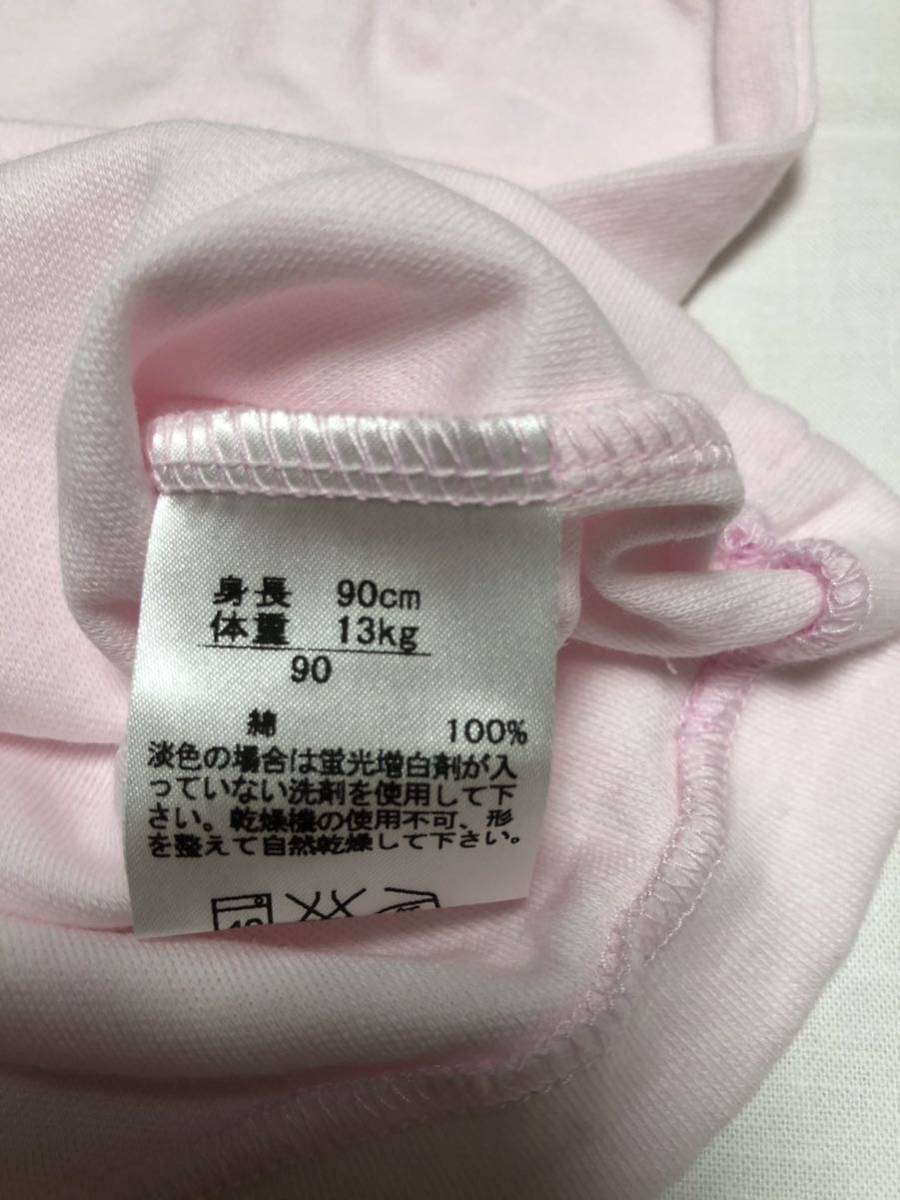 身長 90cm
体重 13kg
90
綿 100%
淡色の場合は蛍光増白剤が入
っていない洗剤を使用して下
さい。乾燥機の使用不可、形
を整えて自然乾燥して下さい。